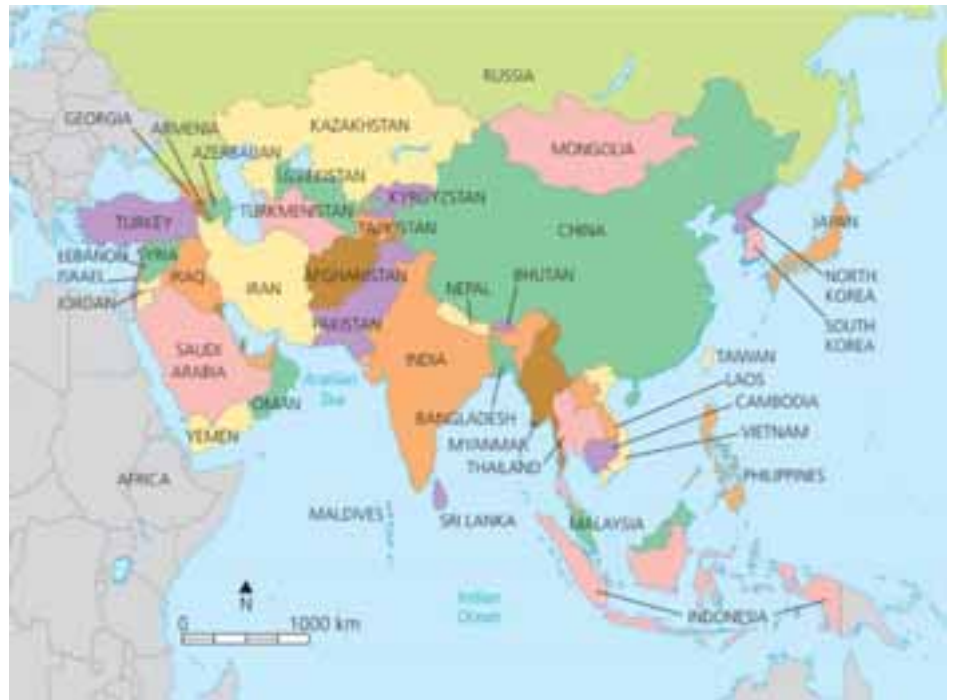 RUSSIA
GEORGIA
ARMENIA
AZERBAIJAN
KAZAKHSTAN
MONGOLIA
UZBEKISTAN
KYRGYZSTAN
TURKMENISTAN
TAJIKISTAN
TURKEY
CHINA
JAPAN
LEBANON
SYRIA
ISRAEL
IRAQ
JORDAN
IRAN
AFGHANISTAN
NEPAL
BHUTAN
NORTH
KOREA
PAKISTAN
SOUTH
KOREA
SAUDI
ARABIA
INDIA
TAIWAN
Arabian
Sea
OMAN
LAOS
CAMBODIA
BANGLADESH
YEMEN
MYANMAR
VIETNAM
THAILAND
AFRICA
PHILIPPINES
MALDIVES
SRI LANKA
MALAYSIA
N
0 1000 km
Indian
Ocean
INDONESIA